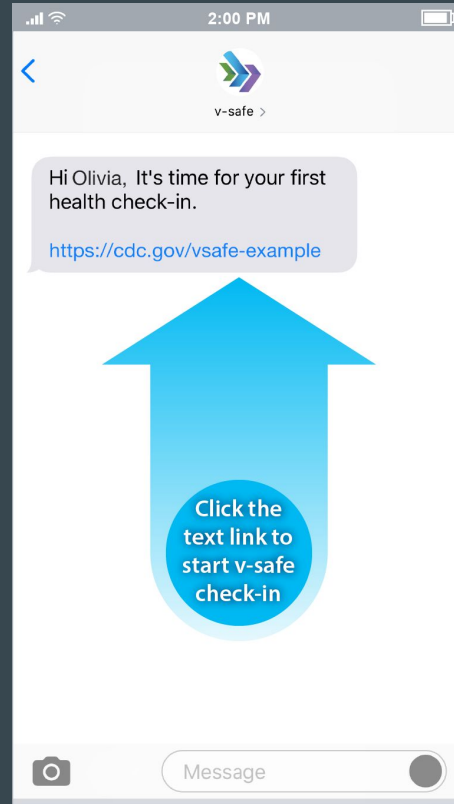 2:00 PM
v-safe >
Hi Olivia, It's time for your first
health check-in.
https://cdc.gov/vsafe-example
Click the
text link to
start v-safe
check-in
Message